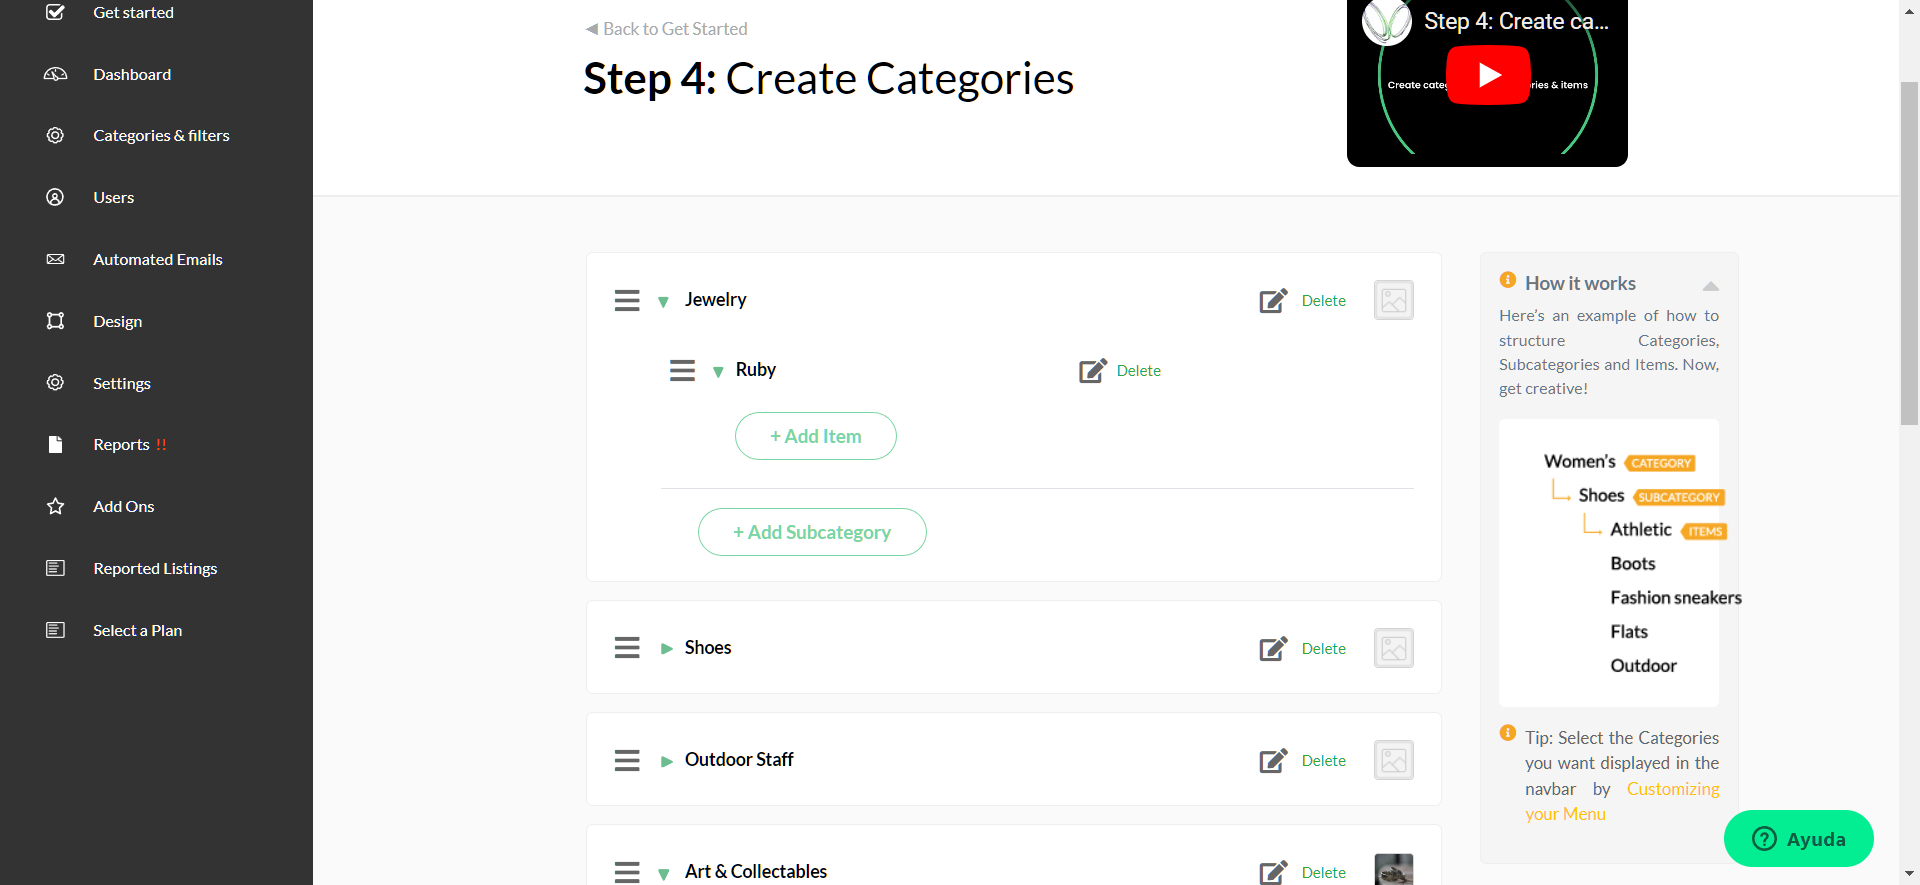 Get started
Dashboard
Categories & filters
Users
Automated Emails
Design
Settings
Reports !!
Add Ons
Reported Listings
Select a Plan
◀ Back to Get Started
Step 4: Create Categories
Step 4: Create ca...
Create categ
ries & items
Jewelry
Delete
Ruby
Delete
+ Add Item
+ Add Subcategory
Shoes
Delete
Outdoor Staff
Delete
Art & Collectables
Delete
How it works
Here's an example of how to
structure Categories,
Subcategories and Items. Now,
get creative!
Women's CATEGORY
Shoes SUBCATEGORY
Athletic ITEMS
Boots
Fashion sneakers
Flats
Outdoor
Tip: Select the Categories
you want displayed in the
navbar by Customizing
your Menu
Ayuda